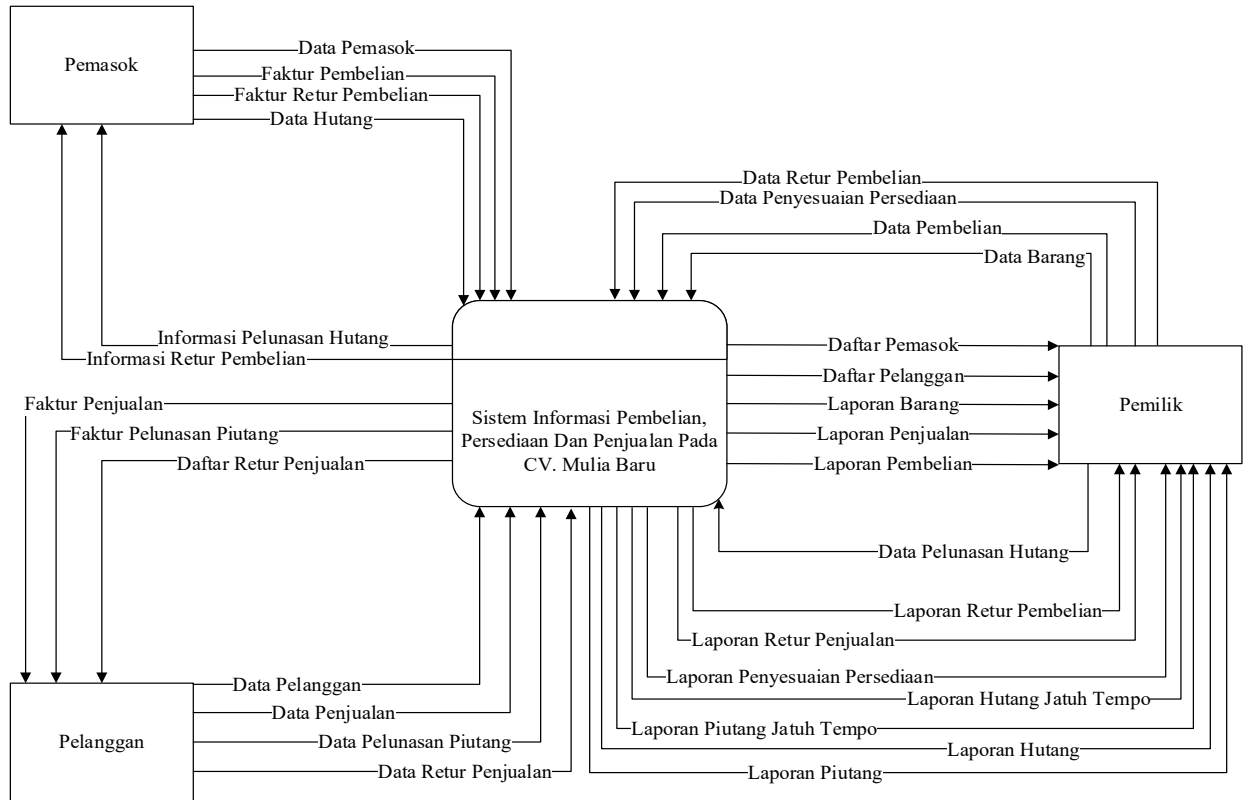 Pemasok
Data Pemasok
Faktur Pembelian
Faktur Retur Pembelian
Data Hutang
Data Retur Pembelian
Data Penyesuaian Persediaan
Data Pembelian
Data Barang
Informasi Pelunasan Hutang
Informasi Retur Pembelian
Faktur Penjualan
Faktur Pelunasan Piutang
Daftar Retur Penjualan
Sistem Informasi Pembelian,
Persediaan Dan Penjualan Pada
CV. Mulia Baru
Daftar Pemasok
Daftar Pelanggan
Laporan Barang
Laporan Penjualan
Laporan Pembelian
Pemilik
Data Pelunasan Hutang
Laporan Retur Pembelian
Laporan Retur Penjualan
Laporan Penyesuaian Persediaan
Laporan Hutang Jatuh Tempo
Laporan Piutang Jatuh Tempo
Laporan Hutang
Laporan Piutang
Pelanggan
Data Pelanggan
Data Penjualan
Data Pelunasan Piutang
Data Retur Penjualan